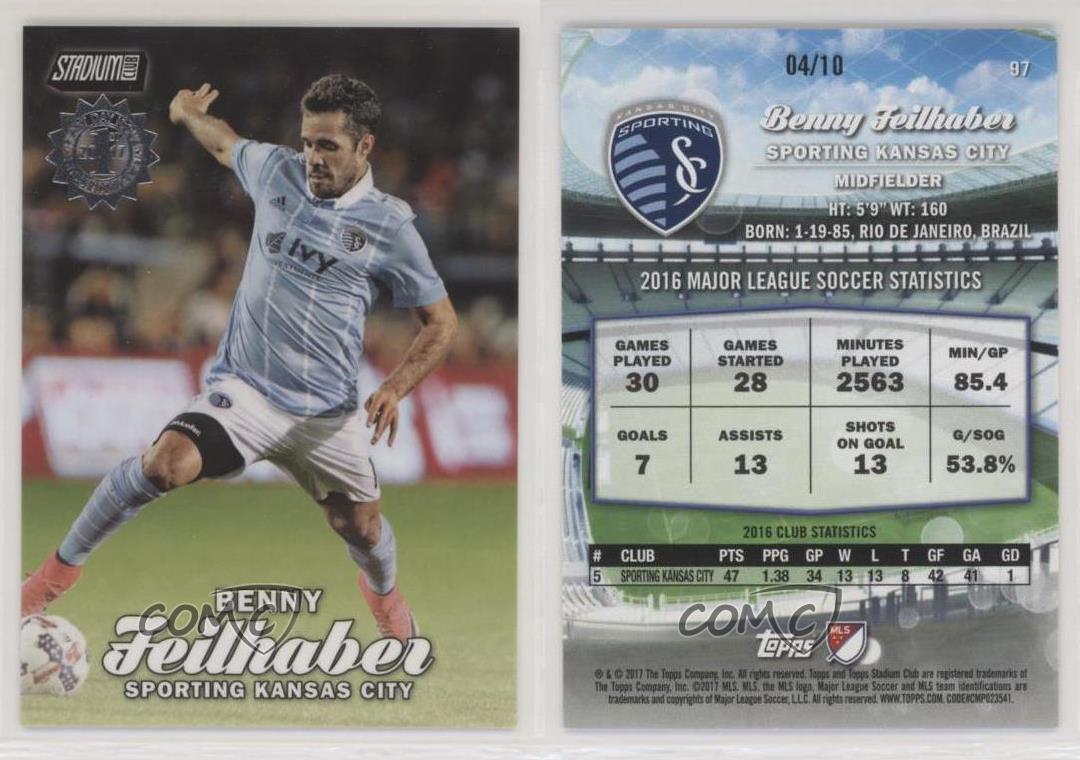 STADIUM CLUB
IVY
INVESTMENTS
BENNY
Feilhaber
SPORTING KANSAS CITY
COMC
04/10
97
KANSAS CITY
SPORTING
Benny Feilhaber
SPORTING KANSAS CITY
MIDFIELDER
HT: 5'9" WT: 160
BORN: 1-19-85, RIO DE JANEIRO, BRAZIL
2016 MAJOR LEAGUE SOCCER STATISTICS
GAMES PLAYED GAMES STARTED MINUTES PLAYED MIN/GP
30 28 2563 85.4
GOALS ASSISTS SHOTS ON GOAL G/SOG
7 13 13 53.8%
2016 CLUB STATISTICS
# CLUB PTS PPG GP W L T GF GA GD
5 SPORTING KANSAS CITY 47 1.38 34 13 13 8 42 41 1
COMC
Topps MLS
® & © 2017 The Topps Company, Inc. All rights reserved. Topps and Topps Stadium Club are registered trademarks of
The Topps Company, Inc. ©2017 MLS. MLS, the MLS logo, Major League Soccer and MLS team identifications are
trademarks and copyrights of Major League Soccer, L.L.C. All rights reserved. WWW.TOPPS.COM. CODE#CMP023541.